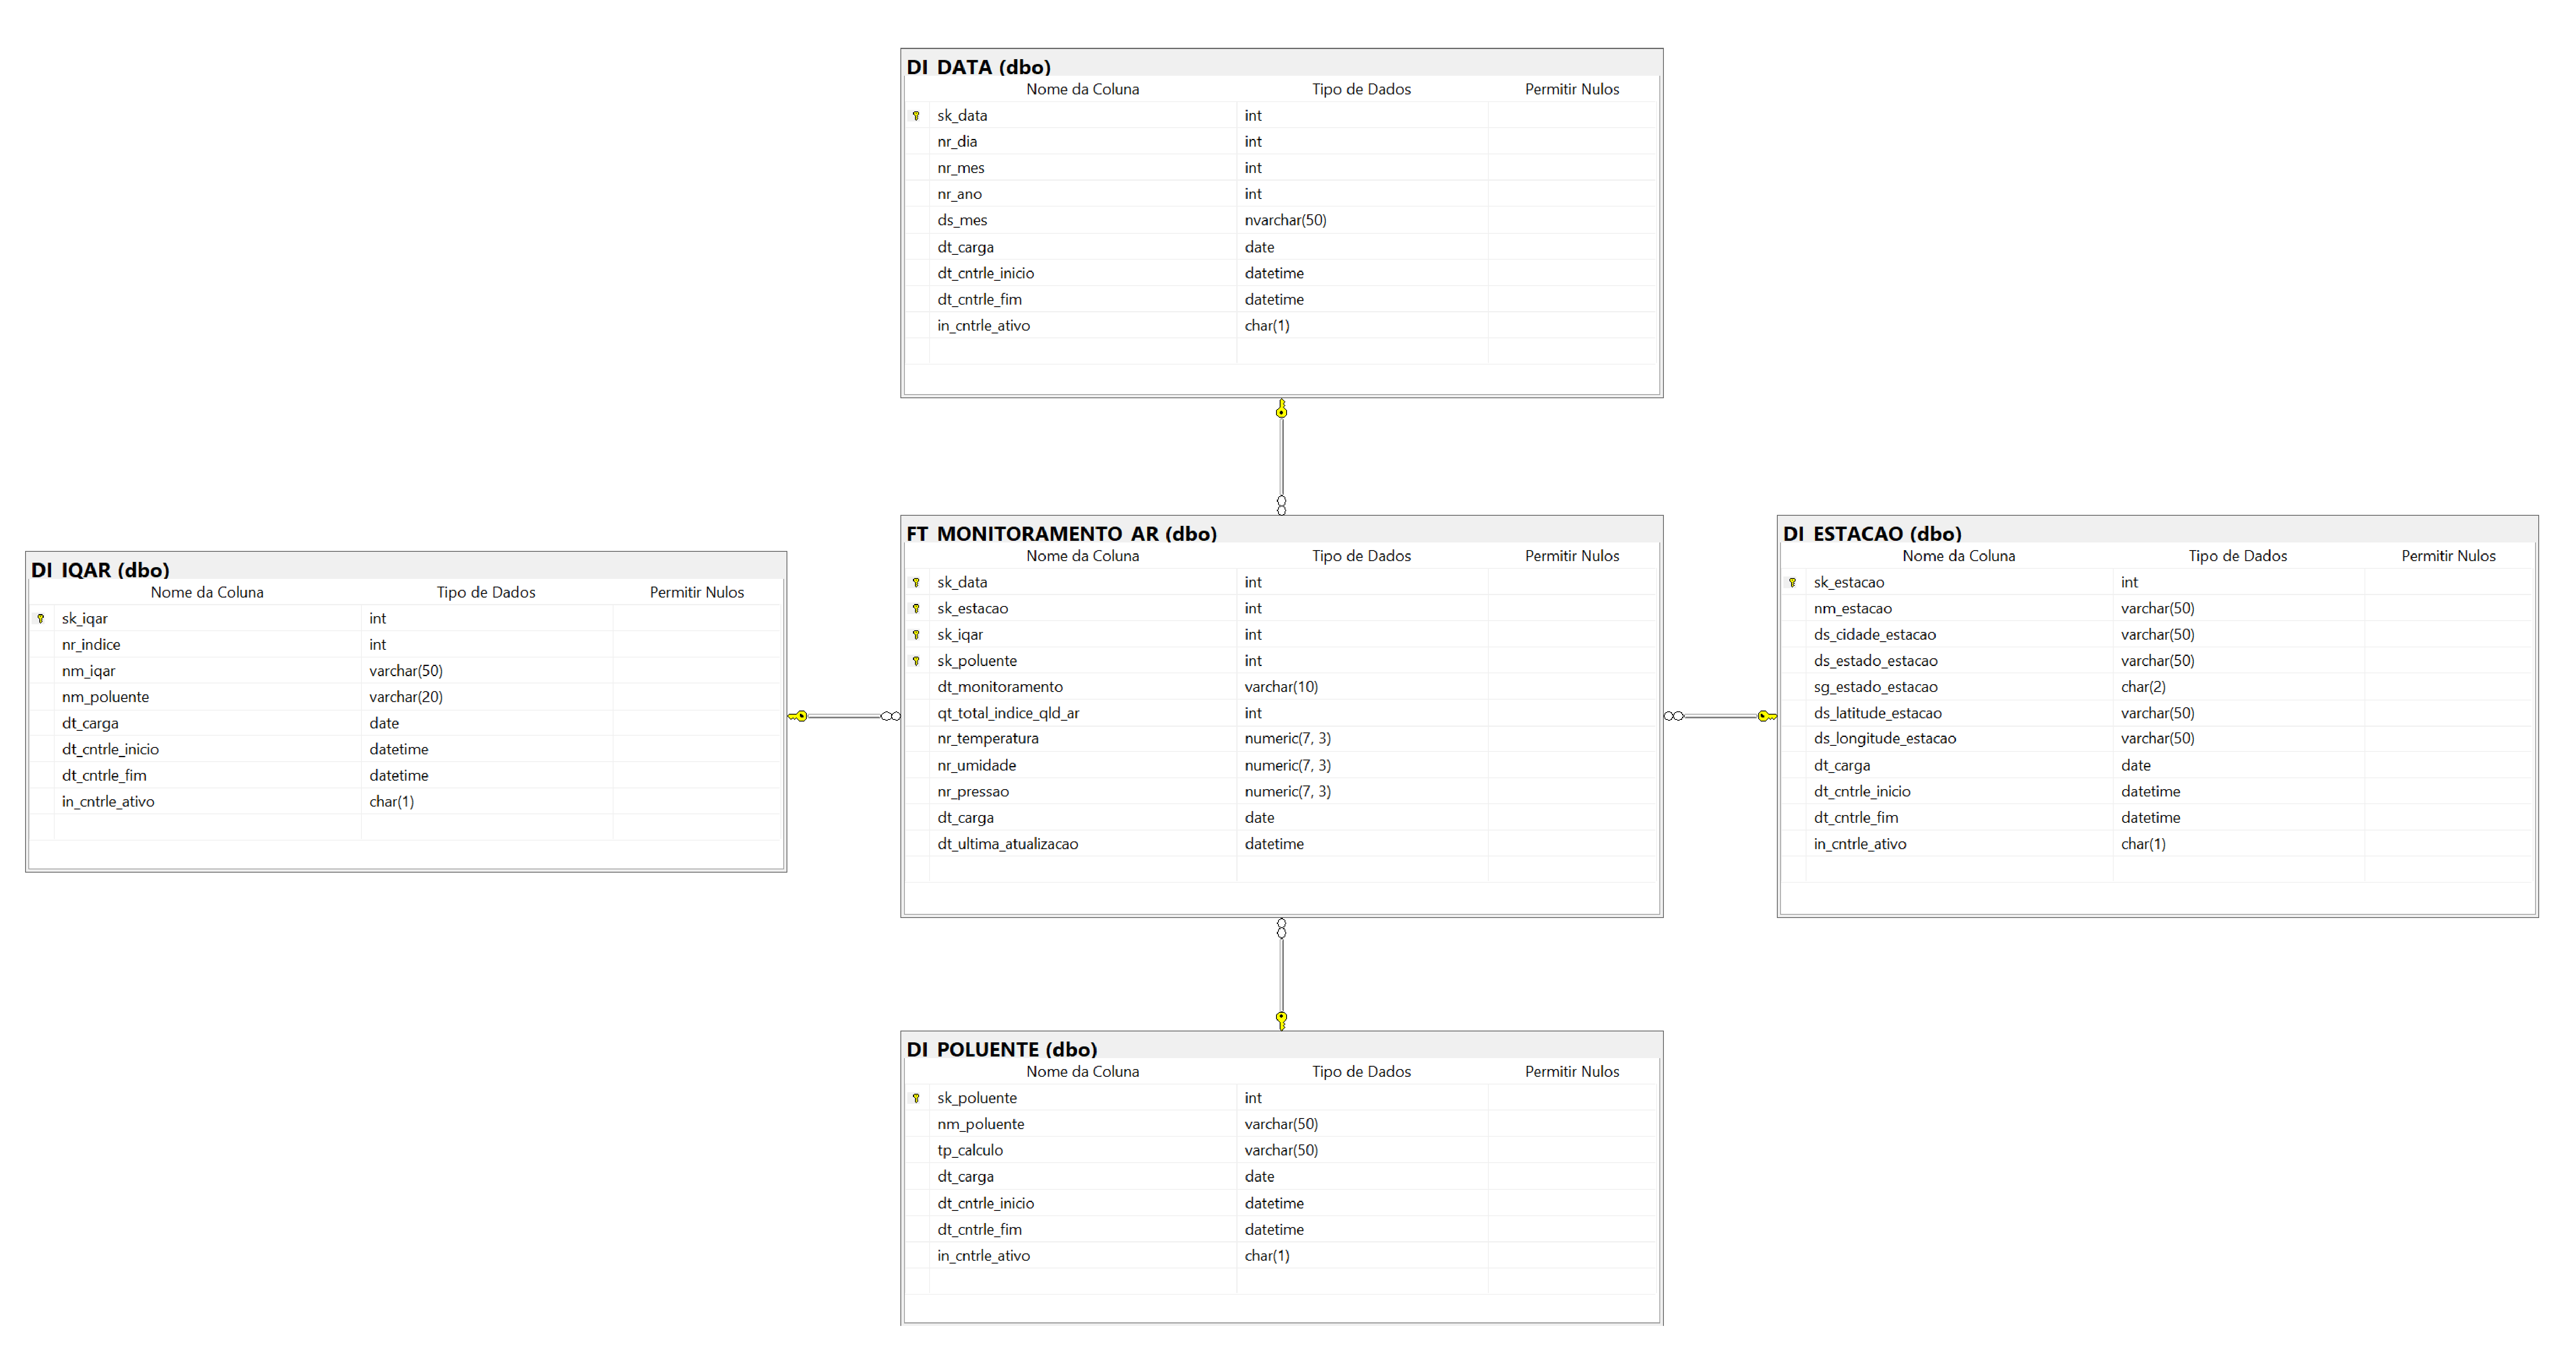 DI_DATA (dbo)
Nome da Coluna Tipo de Dados Permitir Nulos
sk_data int
nr_dia int
nr_mes int
nr_ano int
ds_mes nvarchar(50)
dt_carga date
dt_cntrle_inicio datetime
dt_cntrle_fim datetime
in_cntrle_ativo char(1)
DI_IQAR (dbo)
Nome da Coluna Tipo de Dados Permitir Nulos
sk_iqar int
nr_indice int
nm_iqar varchar(50)
nm_poluente varchar(20)
dt_carga date
dt_cntrle_inicio datetime
dt_cntrle_fim datetime
in_cntrle_ativo char(1)
FT_MONITORAMENTO_AR (dbo)
Nome da Coluna Tipo de Dados Permitir Nulos
sk_data int
sk_estacao int
sk_iqar int
sk_poluente int
dt_monitoramento varchar(10)
qt_total_indice_qld_ar int
nr_temperatura numeric(7, 3)
nr_umidade numeric(7, 3)
nr_pressao numeric(7, 3)
dt_carga date
dt_ultima_atualizacao datetime
DI_ESTACAO (dbo)
Nome da Coluna Tipo de Dados Permitir Nulos
sk_estacao int
nm_estacao varchar(50)
ds_cidade_estacao varchar(50)
ds_estado_estacao varchar(50)
sg_estado_estacao char(2)
ds_latitude_estacao varchar(50)
ds_longitude_estacao varchar(50)
dt_carga date
dt_cntrle_inicio datetime
dt_cntrle_fim datetime
in_cntrle_ativo char(1)
DI_POLUENTE (dbo)
Nome da Coluna Tipo de Dados Permitir Nulos
sk_poluente int
nm_poluente varchar(50)
tp_calculo varchar(50)
dt_carga date
dt_cntrle_inicio datetime
dt_cntrle_fim datetime
in_cntrle_ativo char(1)